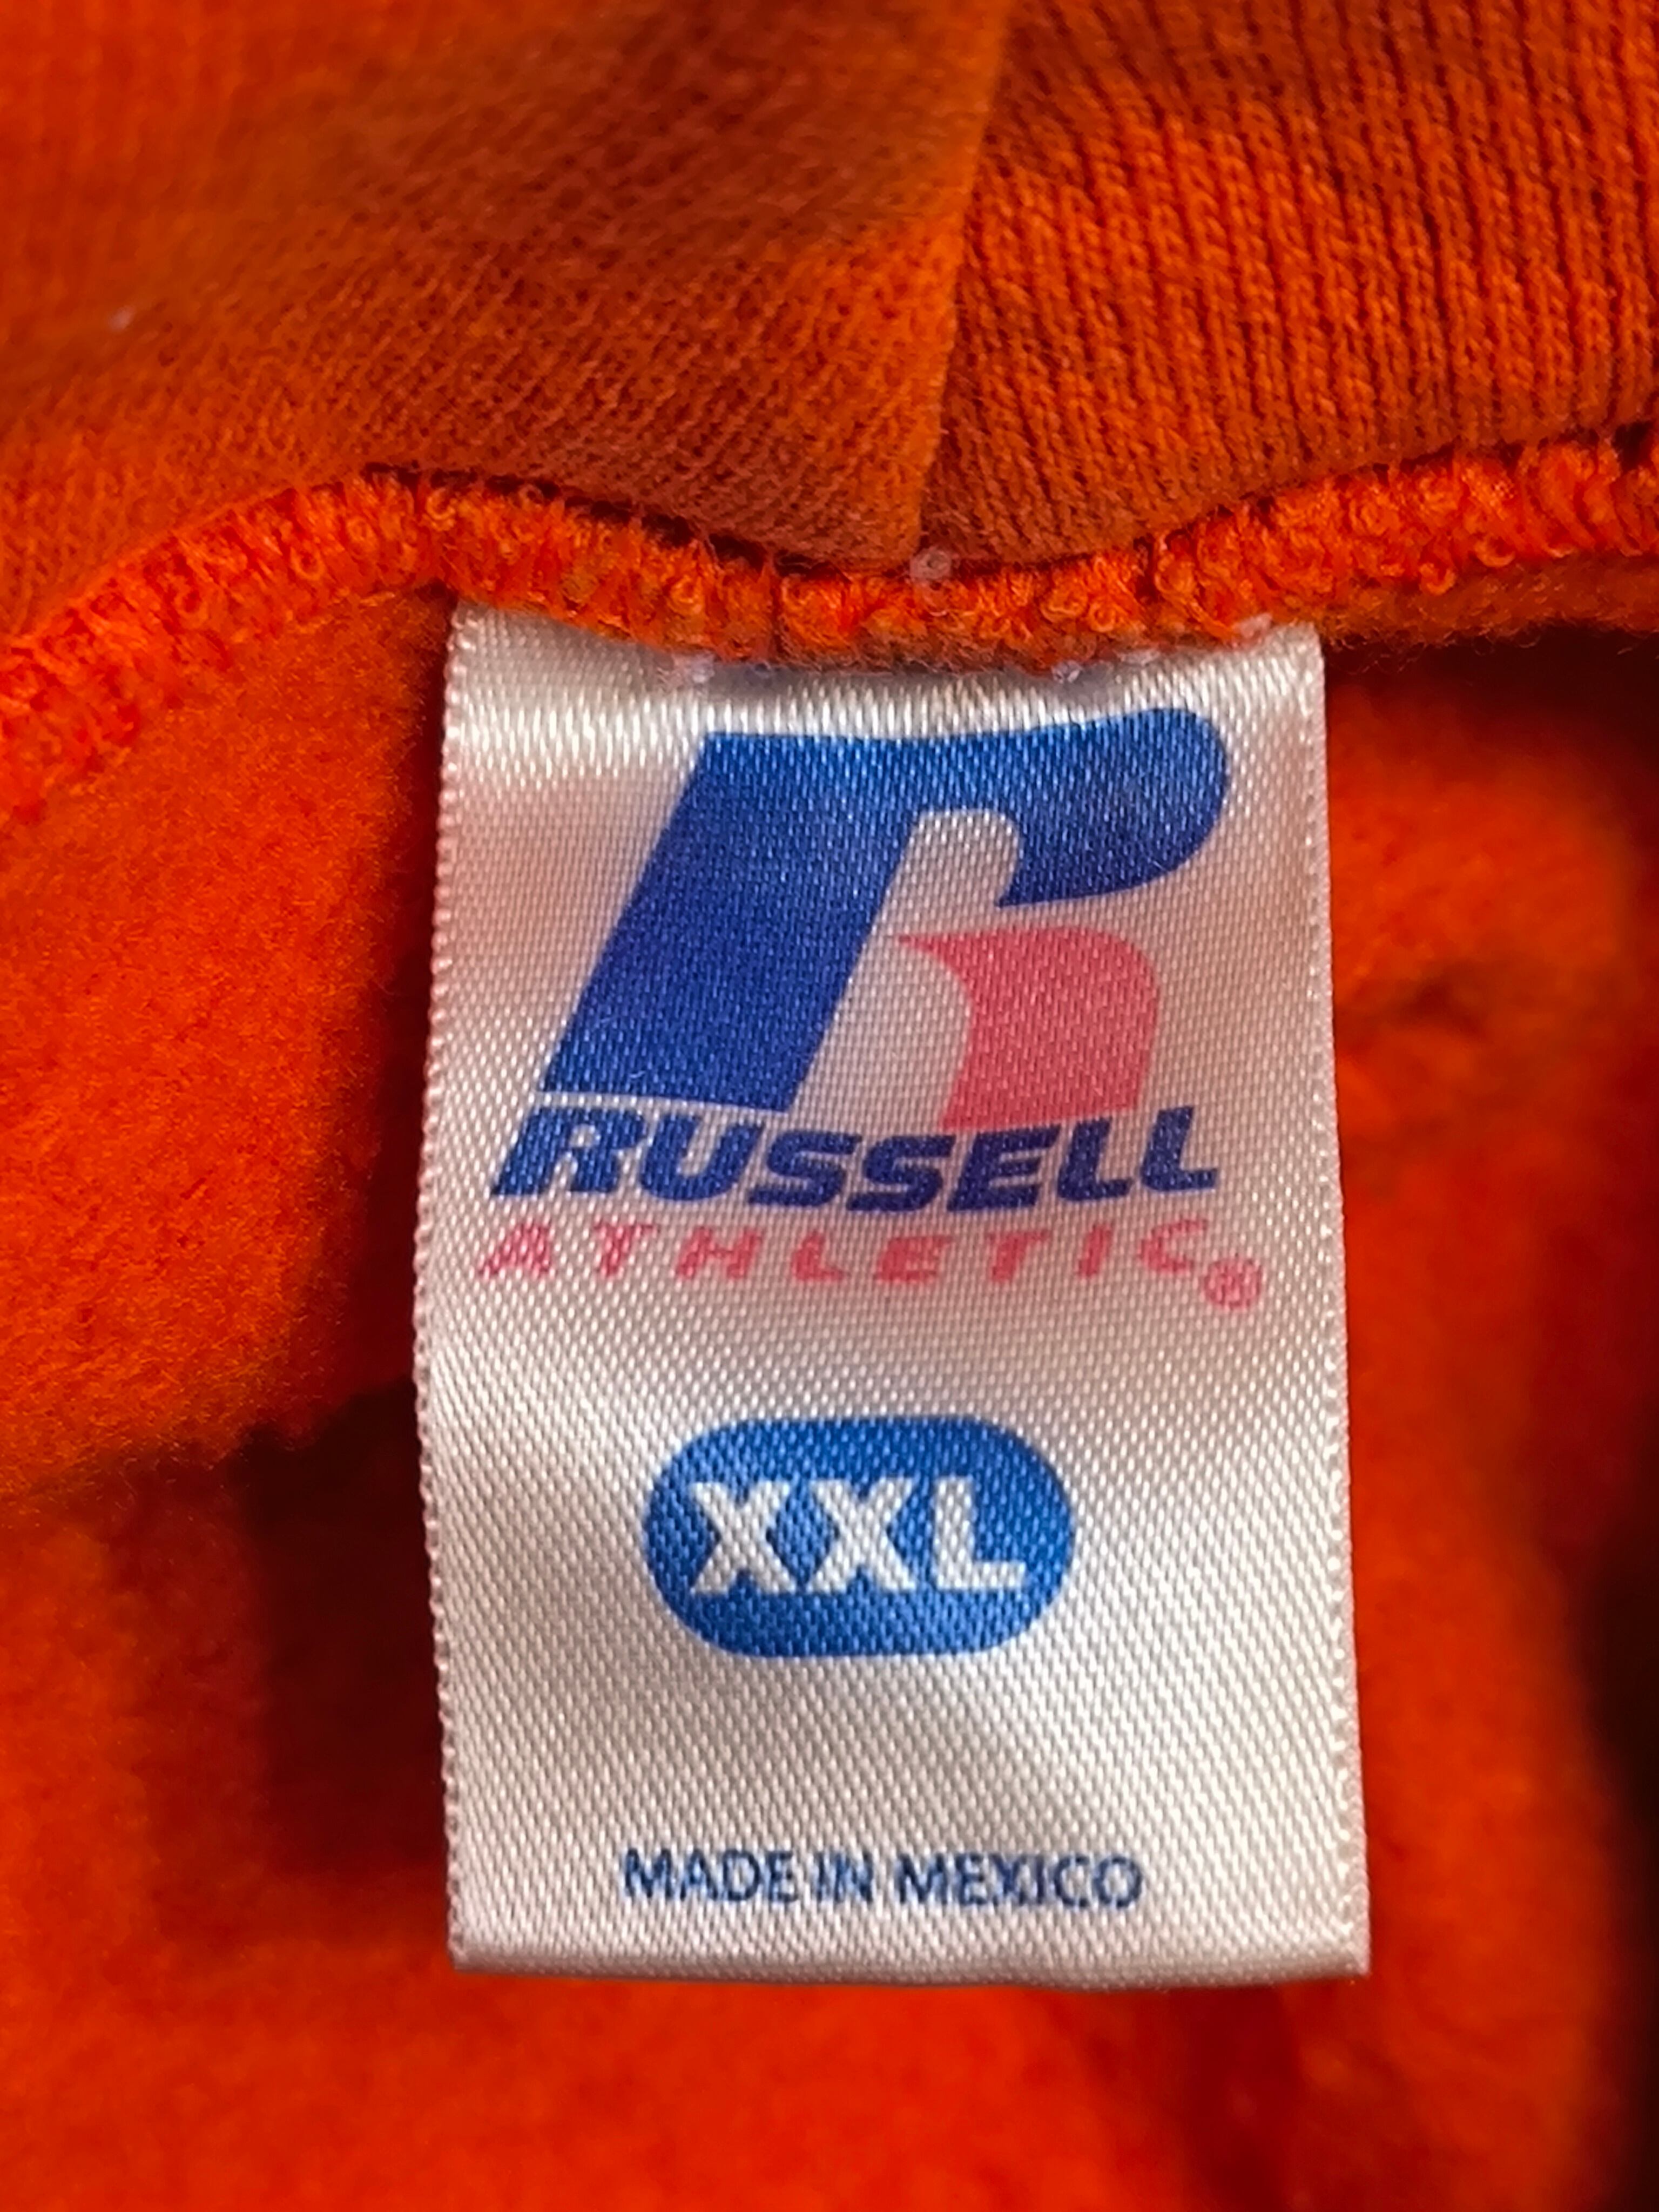 RUSSELL
ATHLETIC®
XXL
MADE IN MEXICO